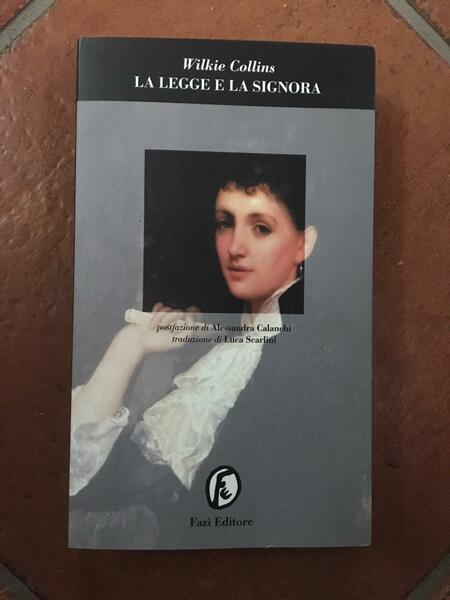 Wilkie Collins
LA LEGGE E LA SIGNORA
postfazione di Alessandra Calanchi
traduzione di Luca Scarlini
Fazi Editore